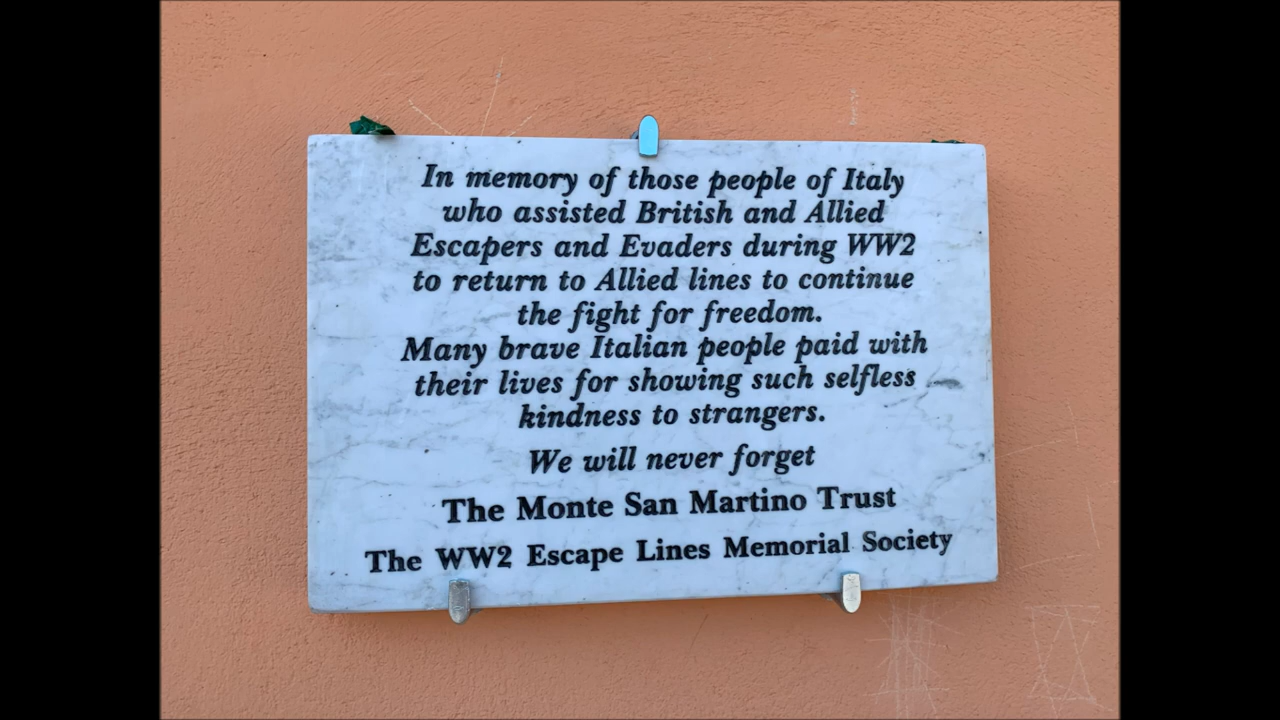 In memory of those people of Italy
who assisted British and Allied
Escapers and Evaders during WW2
to return to Allied lines to continue
the fight for freedom.
Many brave Italian people paid with
their lives for showing such selfless
kindness to strangers.
We will never forget
The Monte San Martino Trust
The WW2 Escape Lines Memorial Society